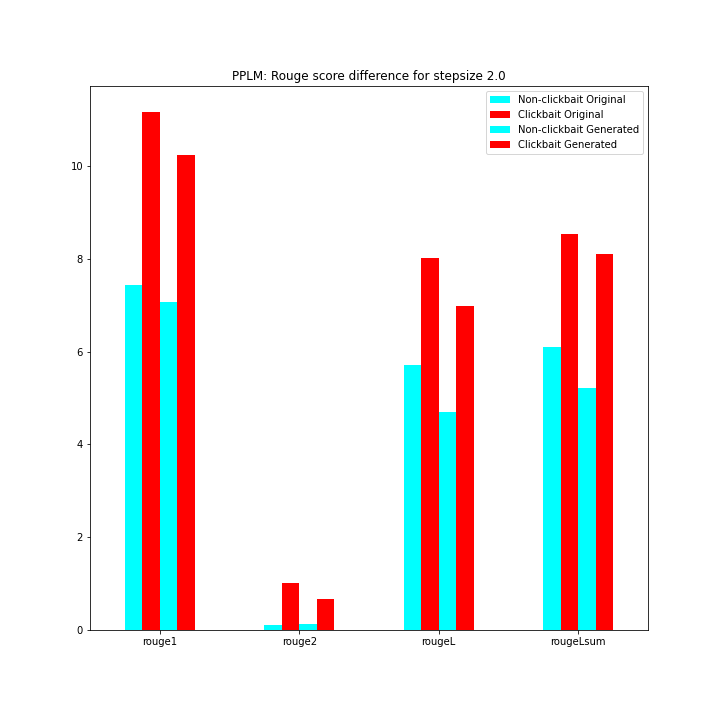 PPLM: Rouge score difference for stepsize 2.0
Non-clickbait Original
Clickbait Original
Non-clickbait Generated
Clickbait Generated
10
8
6
4
2
0
rouge1 rouge2 rougeL rougeLsum